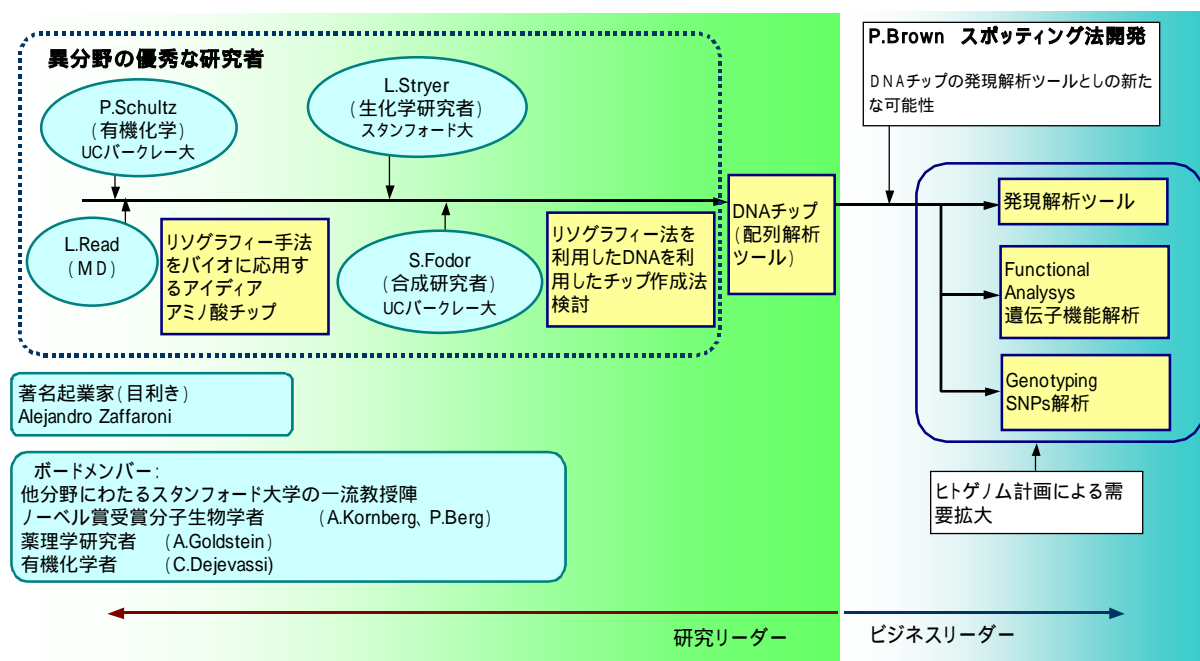 異分野の優秀な研究者
P.Schultz
(有機化学)
UCバークレー大
L.Stryer
(生化学研究者)
スタンフォード大
L.Read
(MD)
リソグラフィー手法
をバイオに応用す
るアイディア
アミノ酸チップ
S.Fodor
(合成研究者)
UCバークレー大
リソグラフィー法を
利用したDNAを利
用したチップ作成法
検討
DNAチップ
(配列解析
ツール)
P.Brown スポッティング法開発
DNAチップの発現解析ツールとしの新た
な可能性
発現解析ツール
Functional
Analysys
遺伝子機能解析
Genotyping
SNPs解析
ヒトゲノム計画による需
要拡大
著名起業家(目利き)
Alejandro Zaffaroni
ボードメンバー:
他分野にわたるスタンフォード大学の一流教授陣
ノーベル賞受賞分子生物学者 (A.Kornberg、P.Berg)
薬理学研究者 (A.Goldstein)
有機化学者 (C.Dejevassi)
研究リーダー
ビジネスリーダー